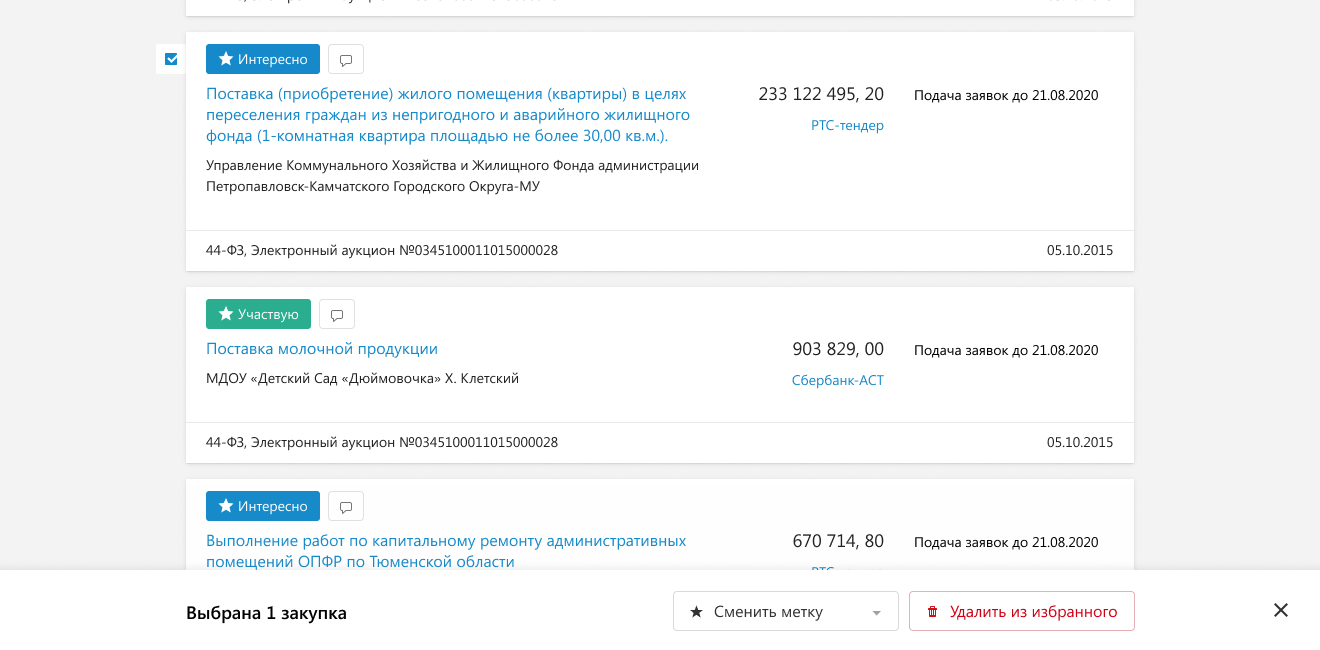 Интересно
Поставка (приобретение) жилого помещения (квартиры) в целях
переселения граждан из непригодного и аварийного жилищного
фонда (1-комнатная квартира площадью не более 30,00 кв.м.).
233 122 495, 20
Подача заявок до 21.08.2020
РТС-тендер
Управление Коммунального Хозяйства и Жилищного Фонда администрации
Петропавловск-Камчатского Городского Округа-МУ
44-ФЗ, Электронный аукцион №0345100011015000028
05.10.2015
Участвую
Поставка молочной продукции
903 829, 00
Подача заявок до 21.08.2020
Сбербанк-АСТ
МДОУ «Детский Сад «Дюймовочка» Х. Клетский
44-ФЗ, Электронный аукцион №0345100011015000028
05.10.2015
Интересно
Выполнение работ по капитальному ремонту административных
помещений ОПФР по Тюменской области
670 714, 80
Подача заявок до 21.08.2020
Выбрана 1 закупка
Сменить метку
Удалить из избранного